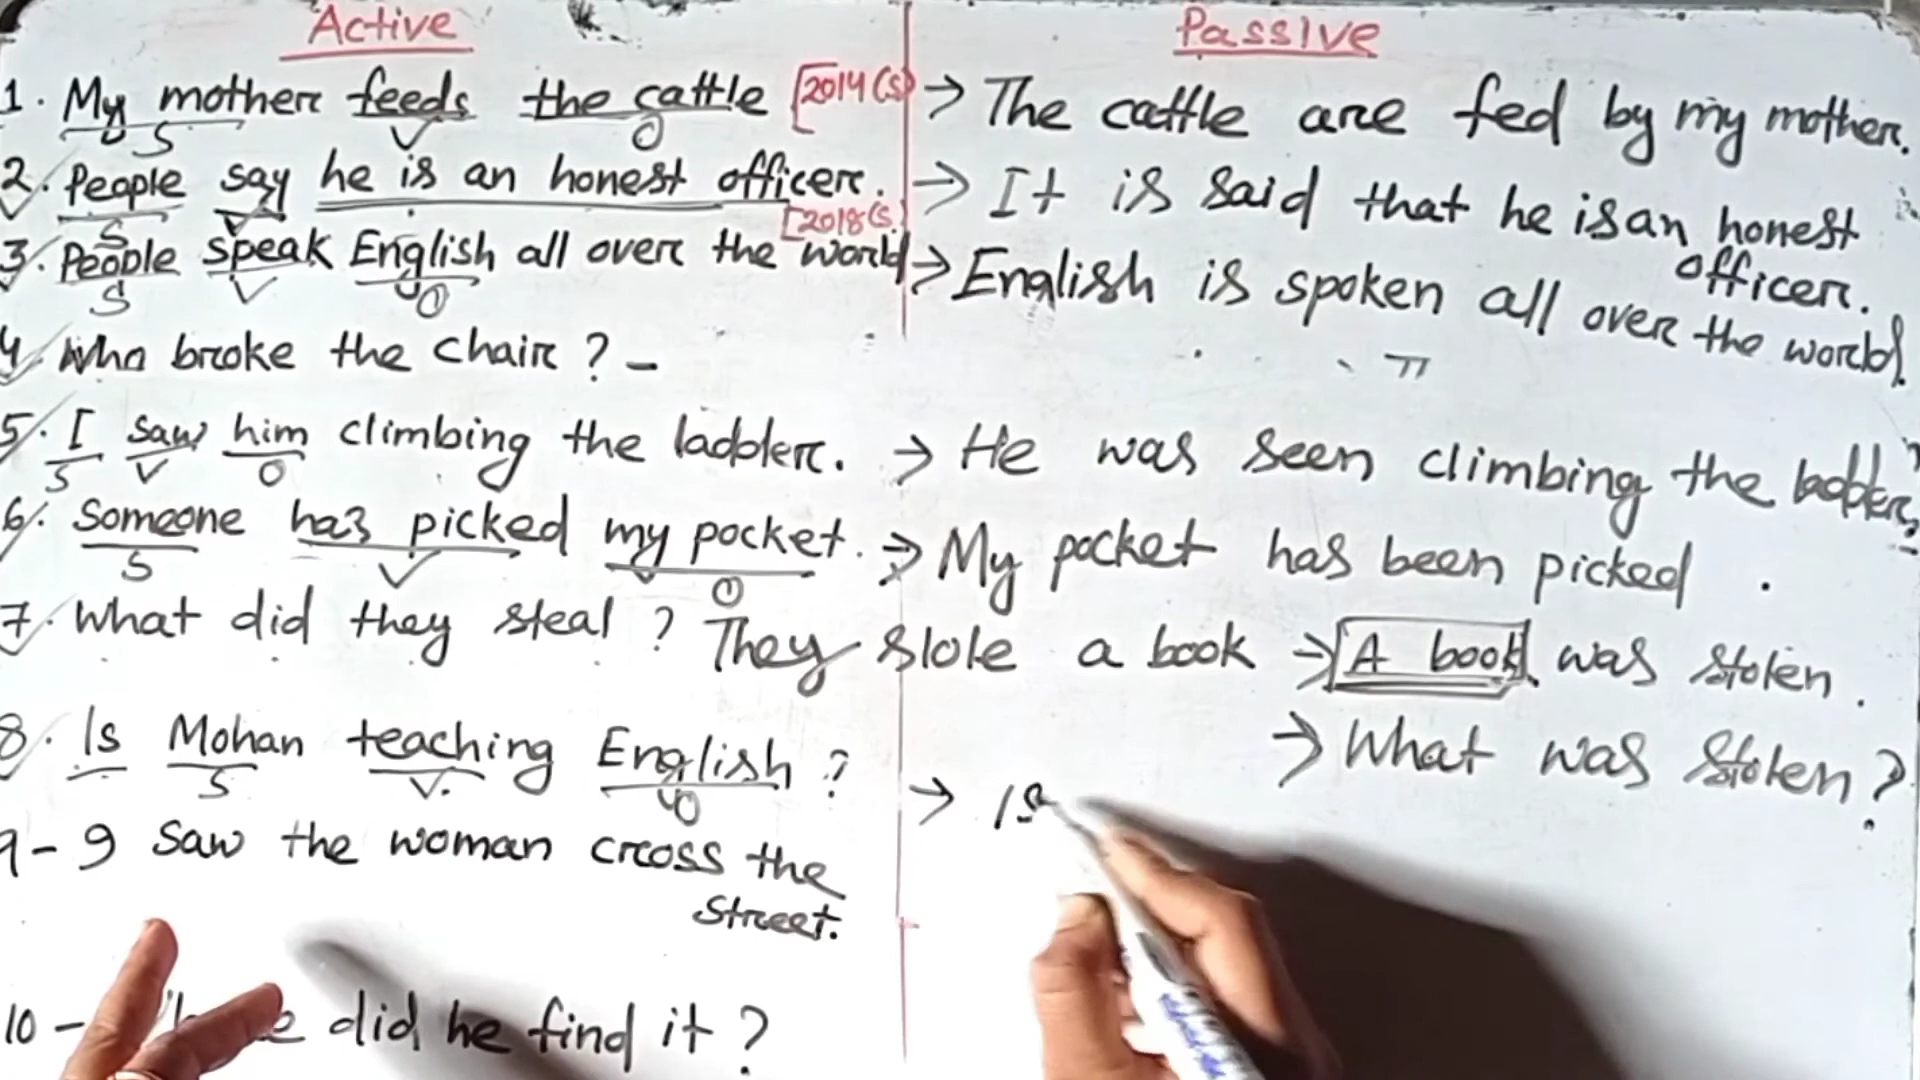 Active
Passive
1. My mother feeds the cattle [2014(s) → The cattle are fed by my mother.
2. People say he is an honest officer. → It is said that he is an honest officer.
[2018(s)
3. People speak English all over the world → English is spoken all over the world.
4. Who broke the chair? -
5. I saw him climbing the ladder. → He was seen climbing the ladder.
6. Someone has picked my pocket. → My pocket has been picked.
7. What did they steal? They stole a book → A book was stolen.
→ What was stolen?
8. Is Mohan teaching English? → Is
9 - I saw the woman cross the street.
10 - did he find it?
S V O
S V
S V O
S V O
S V O
S V O